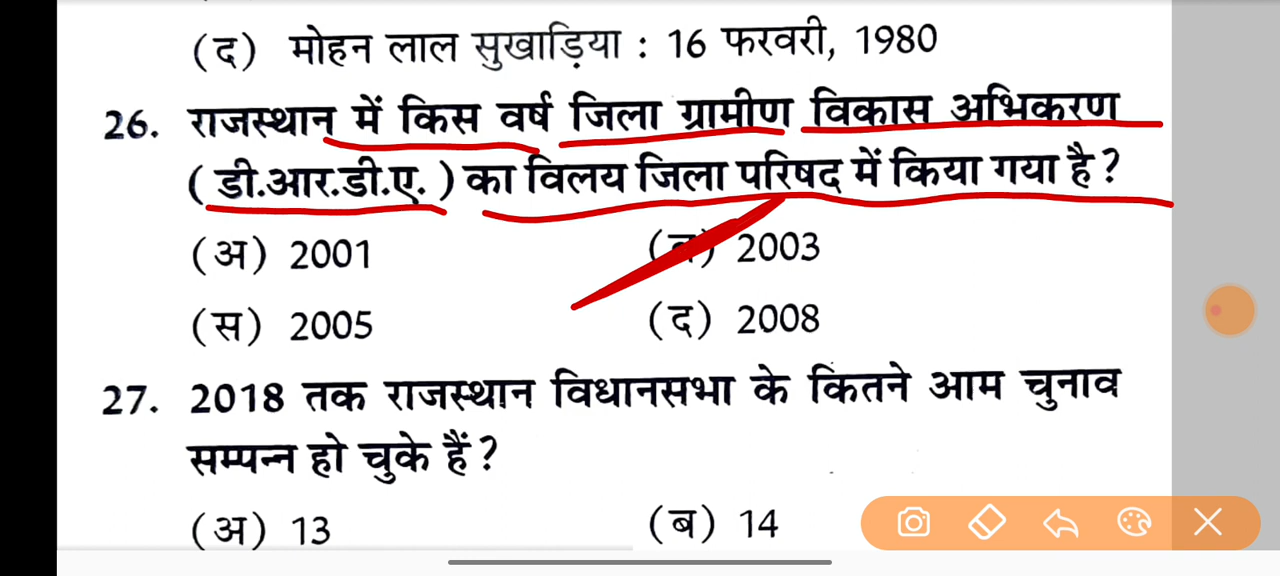 (द) मोहन लाल सुखाड़िया : 16 फरवरी, 1980
26. राजस्थान में किस वर्ष जिला ग्रामीण विकास अभिकरण
( डी.आर.डी.ए. ) का विलय जिला परिषद में किया गया है ?
(अ) 2001 (ब) 2003
(स) 2005 (द) 2008
27. 2018 तक राजस्थान विधानसभा के कितने आम चुनाव
सम्पन्न हो चुके हैं ?
(अ) 13 (ब) 14